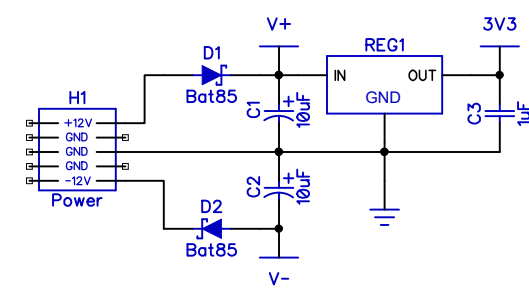 V+
3V3
D1
REG1
IN
OUT
GND
Bat85
H1
C1
+
10uF
C3
1uF
+12V
GND
GND
GND
-12V
Power
C2
+
10uF
D2
Bat85
V-